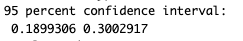 95 percent confidence interval:
0.1899306 0.3002917